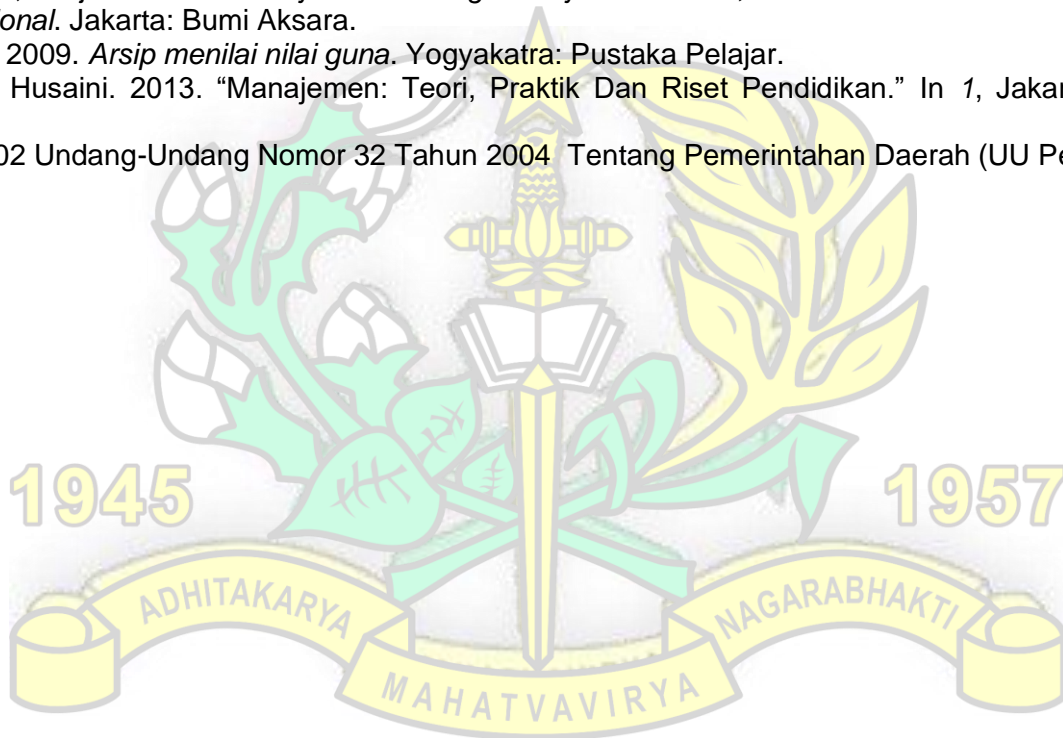 ional. Jakarta: Bumi Aksara.
2009. Arsip menilai nilai guna. Yogyakatra: Pustaka Pelajar.
Husaini. 2013. “Manajemen: Teori, Praktik Dan Riset Pendidikan.” In 1, Jakar
02 Undang-Undang Nomor 32 Tahun 2004 Tentang Pemerintahan Daerah (UU Pe
1945
1957
ADHITAKARYA
NAGARABHAKTI
MAHATVAVIRYA